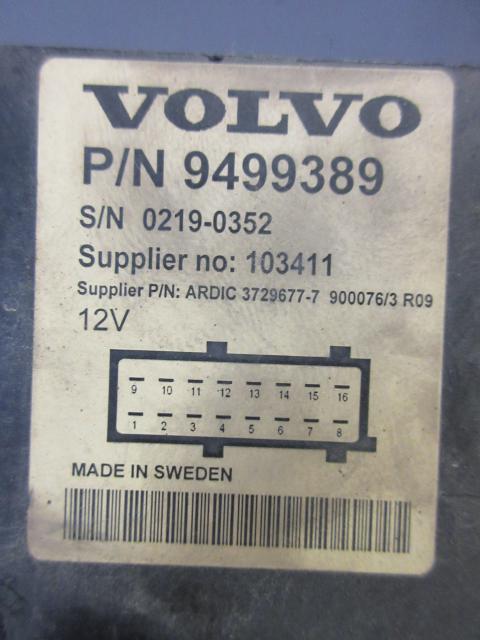 VOLVO
P/N 9499389
S/N 0219-0352
Supplier no: 103411
Supplier P/N: ARDIC 3729677-7 900076/3 R09
12V
9 10 11 12 13 14 15 16
1 2 3 4 5 6 7 8
MADE IN SWEDEN